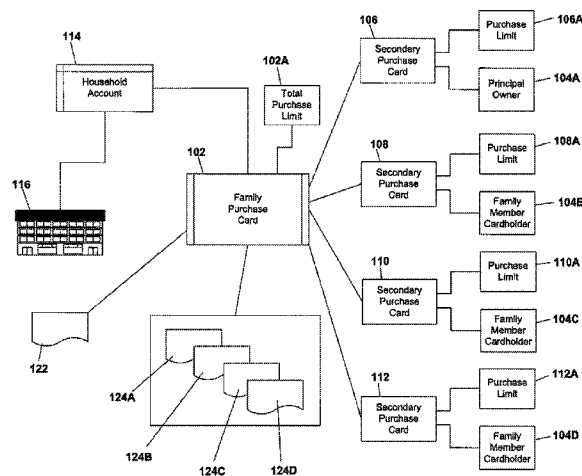 114
Household
Account
102A
Total
Purchase
Limit
102
Family
Purchase
Card
116
122
124A
124B
124C
124D
106
Secondary
Purchase
Card
Purchase
Limit
106A
Principal
Owner
104A
108
Secondary
Purchase
Card
Purchase
Limit
108A
Family
Member
Cardholder
104B
110
Secondary
Purchase
Card
Purchase
Limit
110A
Family
Member
Cardholder
104C
112
Secondary
Purchase
Card
Purchase
Limit
112A
Family
Member
Cardholder
104D